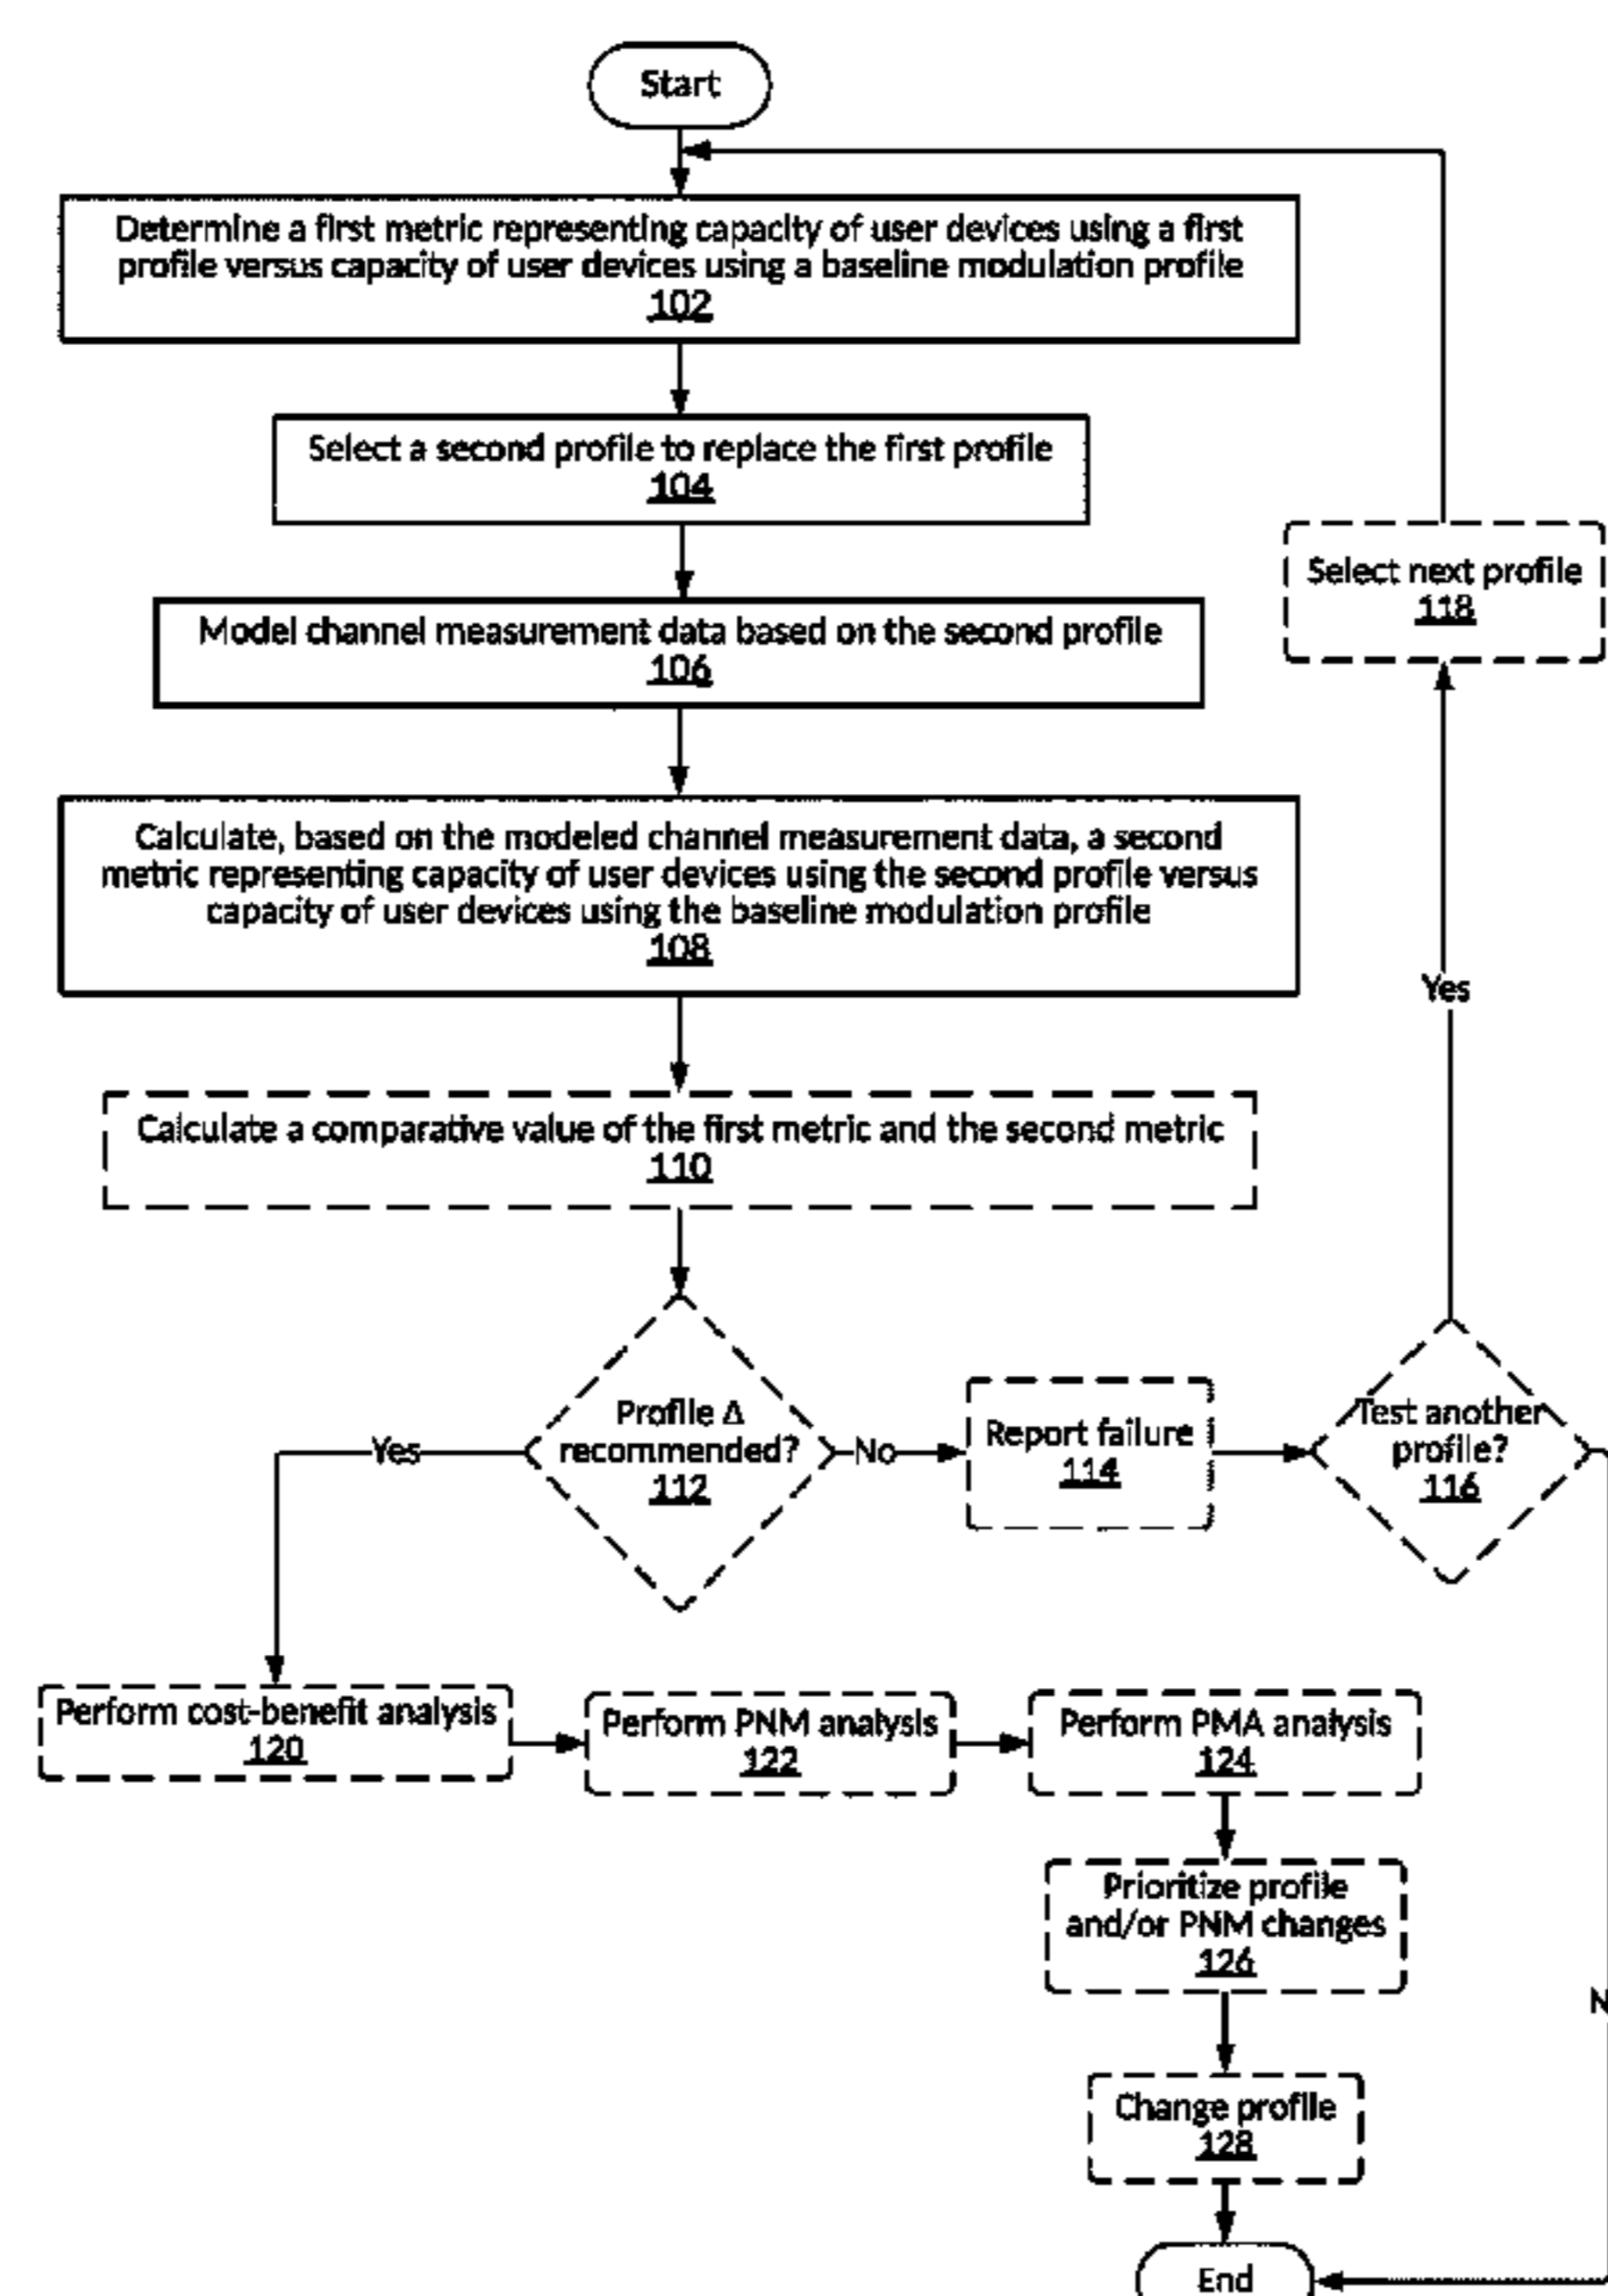 Start
Determine a first metric representing capacity of user devices using a first
profile versus capacity of user devices using a baseline modulation profile
102
Select a second profile to replace the first profile
104
Select next profile
118
Model channel measurement data based on the second profile
106
Calculate, based on the modeled channel measurement data, a second
metric representing capacity of user devices using the second profile versus
capacity of user devices using the baseline modulation profile
108
Yes
Calculate a comparative value of the first metric and the second metric
110
Profile Δ
recommended?
112
Yes
No
Report failure
114
Test another
profile?
116
Perform cost-benefit analysis
120
Perform PNM analysis
122
Perform PMA analysis
124
Prioritize profile
and/or PNM changes
126
Change profile
128
End